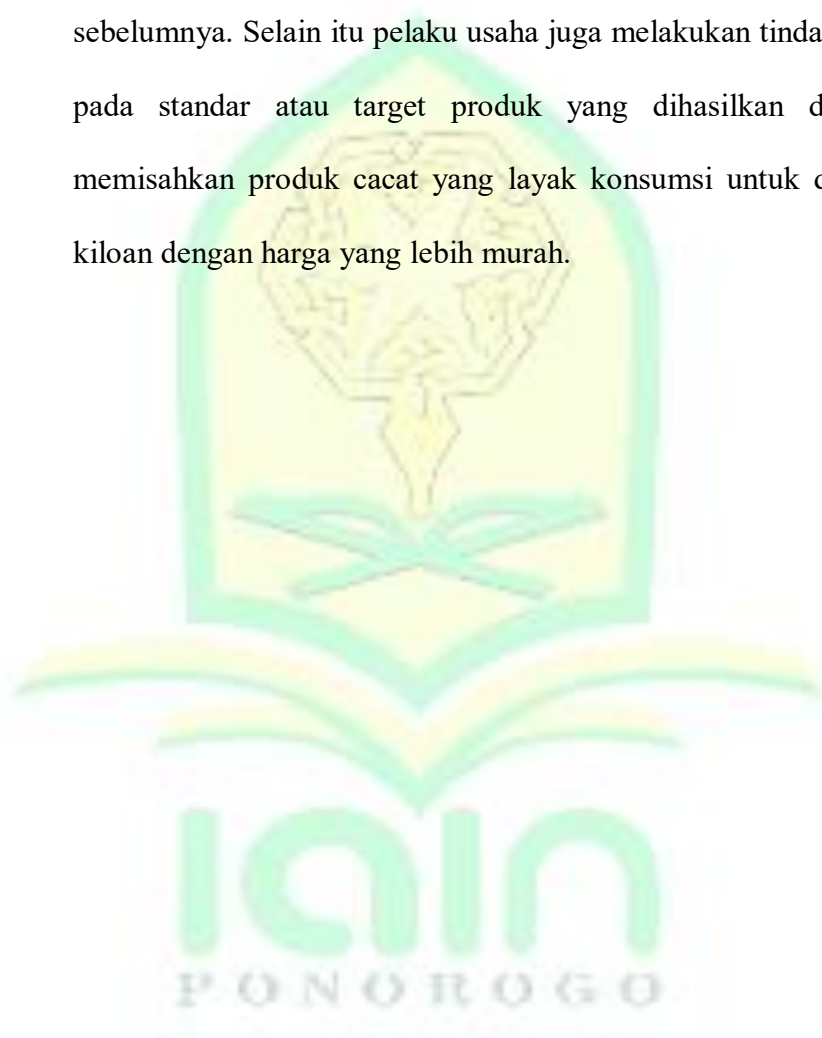 sebelumnya. Selain itu pelaku usaha juga melakukan
pada standar atau target produk yang dihasilkan
memisahkan produk cacat yang layak konsumsi untuk
kiloan dengan harga yang lebih murah.
iain
PONOROGO